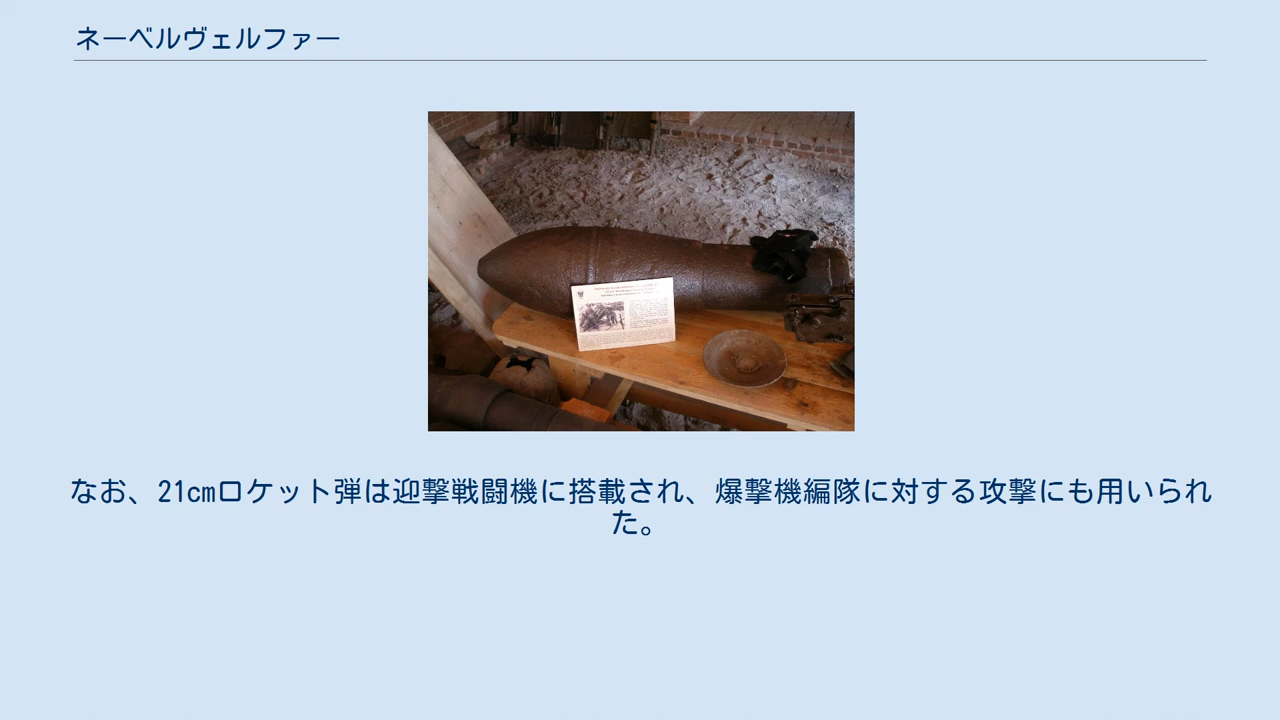 ネーベルヴェルファー
なお、21cmロケット弾は迎撃戦闘機に搭載され、爆撃機編隊に対する攻撃にも用いられ
た。